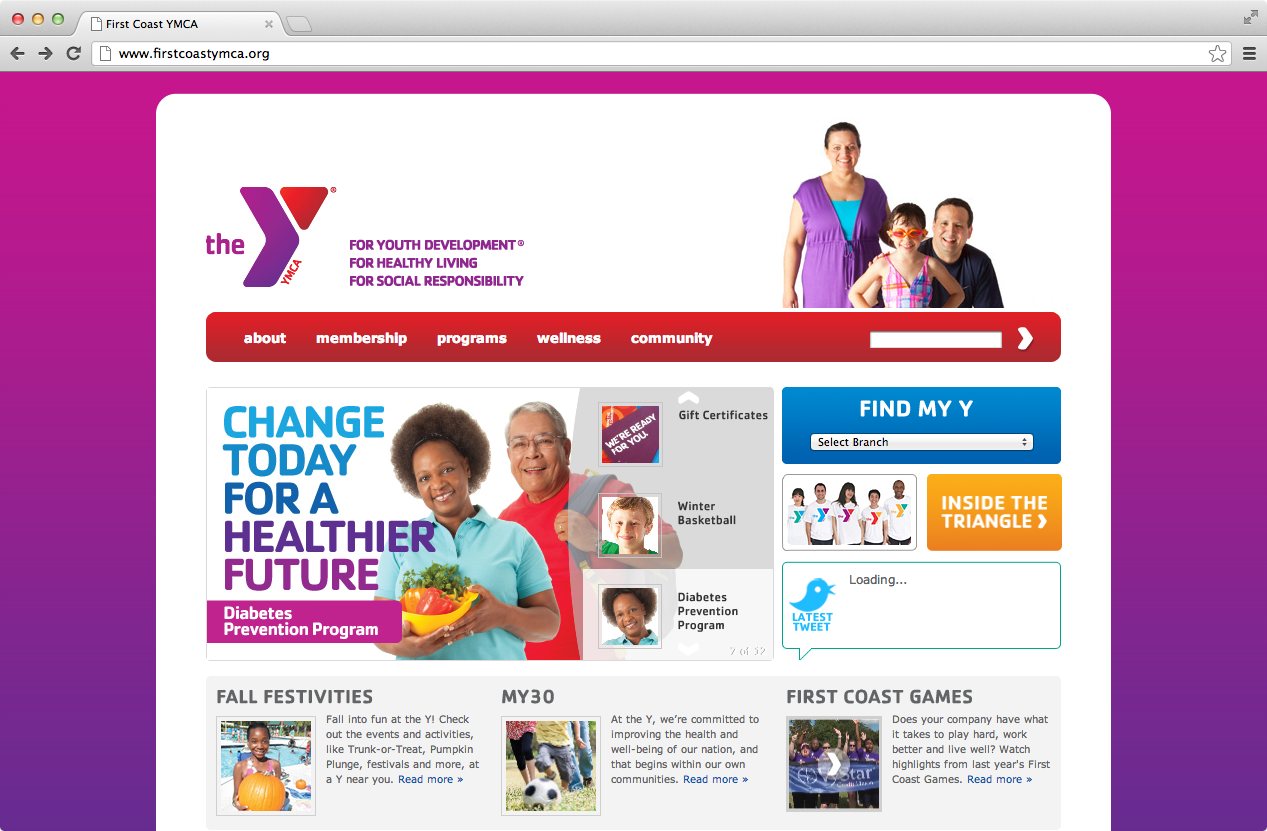 First Coast YMCA
www.firstcoastymca.org
the
YMCA
®
FOR YOUTH DEVELOPMENT®
FOR HEALTHY LIVING
FOR SOCIAL RESPONSIBILITY
about
membership
programs
wellness
community
CHANGE
TODAY
FOR A
HEALTHIER
FUTURE
Diabetes
Prevention Program
WE'RE READY
FOR YOU.
Gift Certificates
Winter
Basketball
Diabetes
Prevention
Program
7 of 12
FIND MY Y
Select Branch
the
the
INSIDE THE
TRIANGLE
LATEST
TWEET
Loading...
FALL FESTIVITIES
Fall into fun at the Y! Check
out the events and activities,
like Trunk-or-Treat, Pumpkin
Plunge, festivals and more, at
a Y near you. Read more »
MY30
At the Y, we're committed to
improving the health and
well-being of our nation, and
that begins within our own
communities. Read more »
FIRST COAST GAMES
Star
Does your company have what
it takes to play hard, work
better and live well? Watch
highlights from last year's First
Coast Games. Read more »